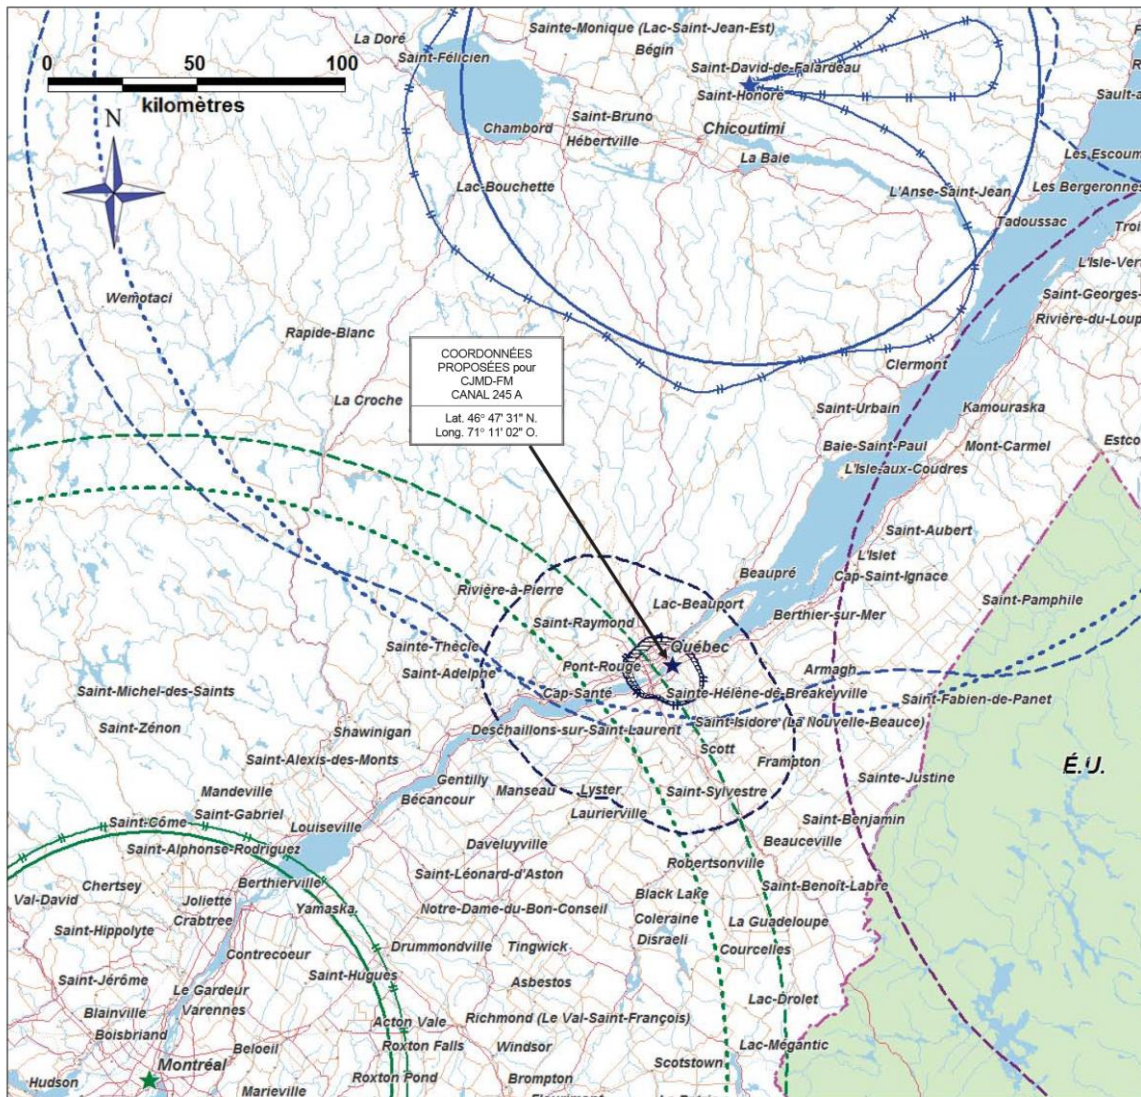 Sainte-Monique (Lac-Saint-Jean-Est)
La Doré
Bégin
Saint-Félicien
0 50 100
kilomètres
Saint-David-de-Falardeau
Saint-Honoré
Sault-a
N
Saint-Bruno
Chambord
Chicoutimi
Hébertville
La Baie
Les Escoum
Lac-Bouchette
L'Anse-Saint-Jean
Les Bergeronnes
Tadoussac
Troi
L'Isle-Ver
Wemotaci
Saint-Georges-
Rivière-du-Loup
Rapide-Blanc
COORDONNÉES
PROPOSÉES pour
CJMD-FM
CANAL 245 A
Lat. 46° 47' 31" N.
Long. 71° 11' 02" O.
Clermont
La Croche
Saint-Urbain
Kamouraska
Baie-Saint-Paul
Mont-Carmel
Estco
L'Isle-aux-Coudres
Saint-Aubert
L'Islet
Beaupré
Cap-Saint-Ignace
Rivière-à-Pierre
Lac-Beauport
Saint-Pamphile
Berthier-sur-Mer
Saint-Raymond
Sainte-Thècle
Québec
Pont-Rouge
Armagh
Saint-Adelphe
Saint-Michel-des-Saints
Cap-Santé
Sainte-Hélène-de-Breakeyville
Saint-Fabien-de-Panet
Saint-Zénon
Shawinigan
Deschaillons-sur-Saint-Laurent
Saint-Isidore (La Nouvelle-Beauce)
Scott
Saint-Alexis-des-Monts
Frampton
É.U.
Gentilly
Sainte-Justine
Mandeville
Manseau
Lyster
Saint-Sylvestre
Bécancour
Saint-Gabriel
Laurierville
Saint-Côme
Louiseville
Saint-Benjamin
Saint-Alphonse-Rodriguez
Daveluyville
Beauceville
Robertsonville
Berthierville
Saint-Léonard-d'Aston
Chertsey
Saint-Benoît-Labre
Val-David
Joliette
Black Lake
Crabtree
Yamaska
Notre-Dame-du-Bon-Conseil
Coleraine
La Guadeloupe
Saint-Hippolyte
Disraeli
Drummondville
Tingwick
Courcelles
Contrecoeur
Saint-Jérôme
Saint-Hugues
Asbestos
Le Gardeur
Lac-Drolet
Blainville
Varennes
Boisbriand
Acton Vale
Richmond (Le Val-Saint-François)
Beloeil
Roxton Falls
Windsor
Lac-Mégantic
Montréal
Scotstown
Hudson
Roxton Pond
Brompton
Marieville